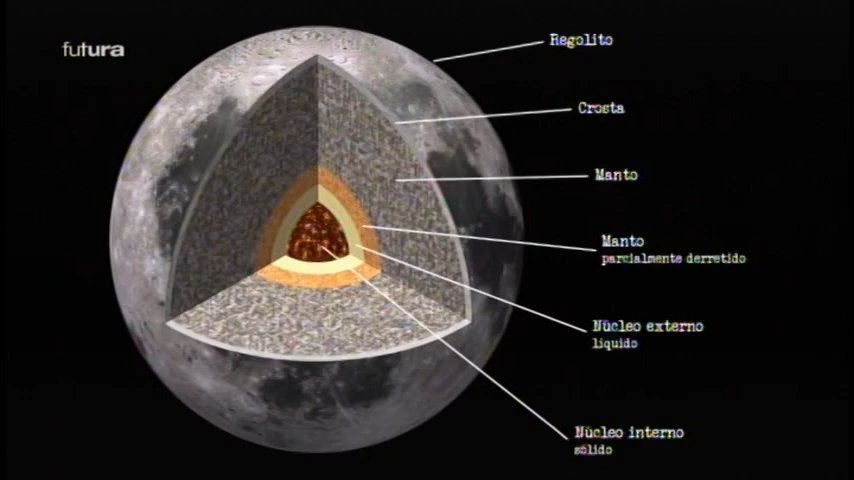 futura
Regolito
Crosta
Manto
Manto
parcialmente derretido
Núcleo externo
líquido
Núcleo interno
sólido